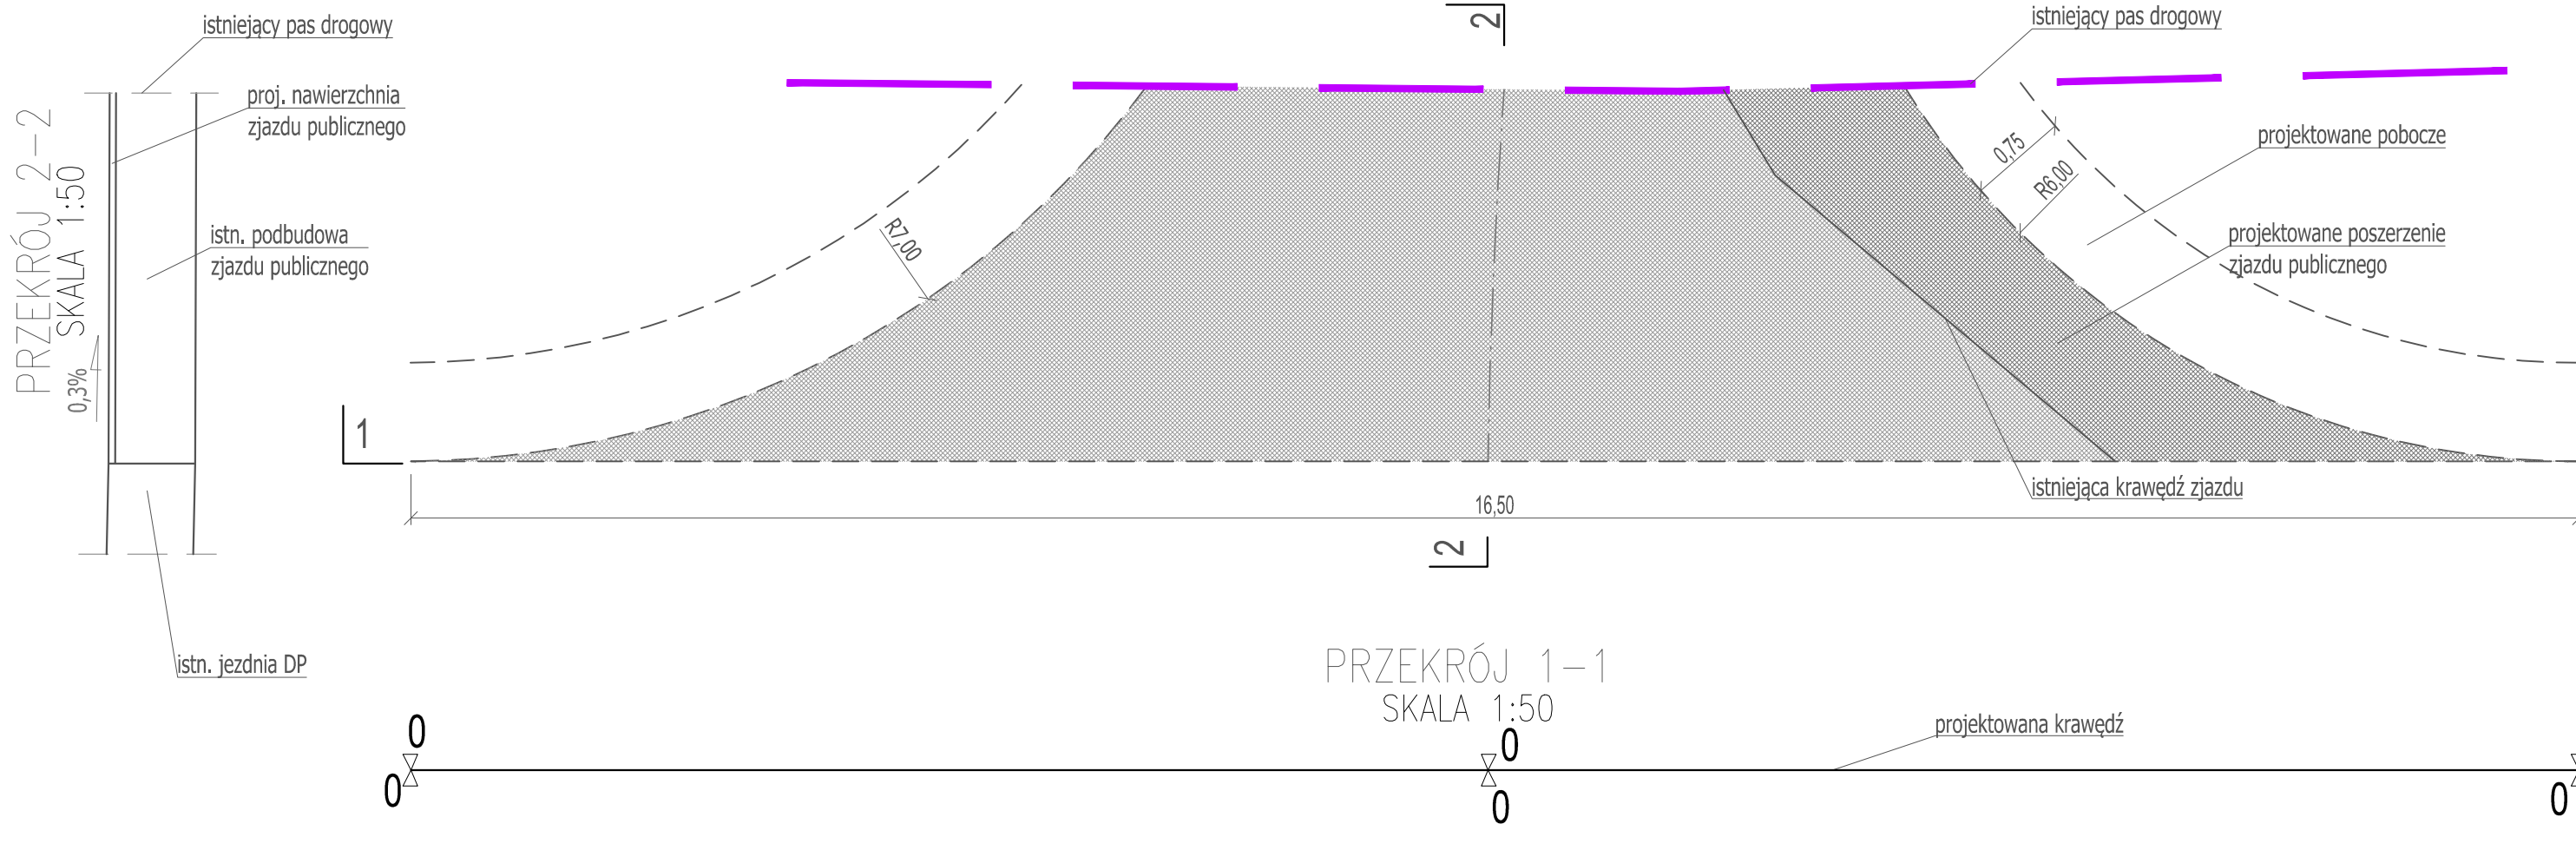 istniejący pas drogowy
proj. nawierzchnia
zjazdu publicznego
PRZEKRÓJ 2-2
SKALA 1:50
istn. podbudowa
zjazdu publicznego
0,3%
istn. jezdnia DP
2
istniejący pas drogowy
0,75
R6,00
projektowane pobocze
R7,00
projektowane poszerzenie
zjazdu publicznego
1
istniejąca krawędź zjazdu
16,50
2
PRZEKRÓJ 1-1
SKALA 1:50
projektowana krawędź
0
0
0
0
0